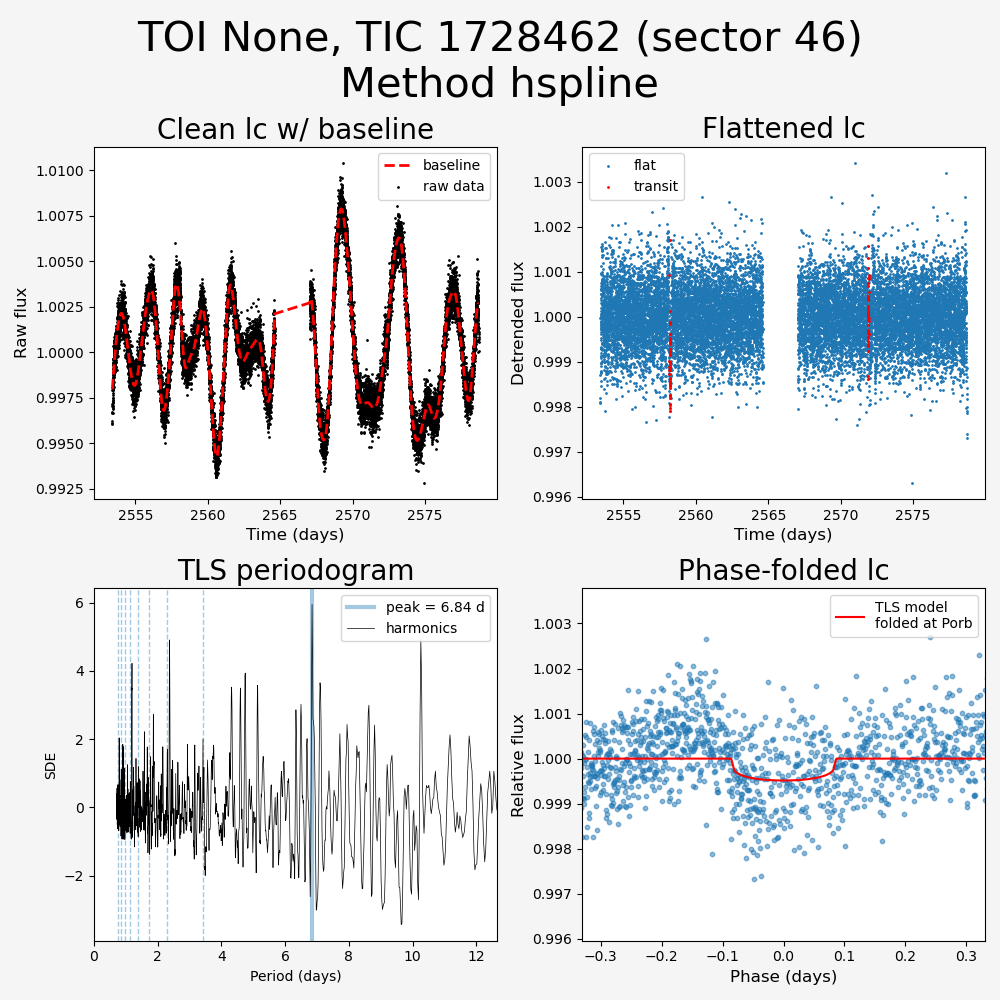 TOI None, TIC 1728462 (sector 46)
Method hspline
Clean lc w/ baseline
baseline
raw data
1.0100
1.0075
1.0050
1.0025
1.0000
0.9975
0.9950
0.9925
Raw flux
2555
2560
2565
2570
2575
Time (days)
Flattened lc
flat
transit
1.003
1.002
1.001
1.000
0.999
0.998
0.997
0.996
Detrended flux
2555
2560
2565
2570
2575
Time (days)
TLS periodogram
peak = 6.84 d
harmonics
6
4
2
0
−2
SDE
0
2
4
6
8
10
12
Period (days)
Phase-folded lc
TLS model
folded at Porb
1.003
1.002
1.001
1.000
0.999
0.998
0.997
0.996
Relative flux
−0.3
−0.2
−0.1
0.0
0.1
0.2
0.3
Phase (days)